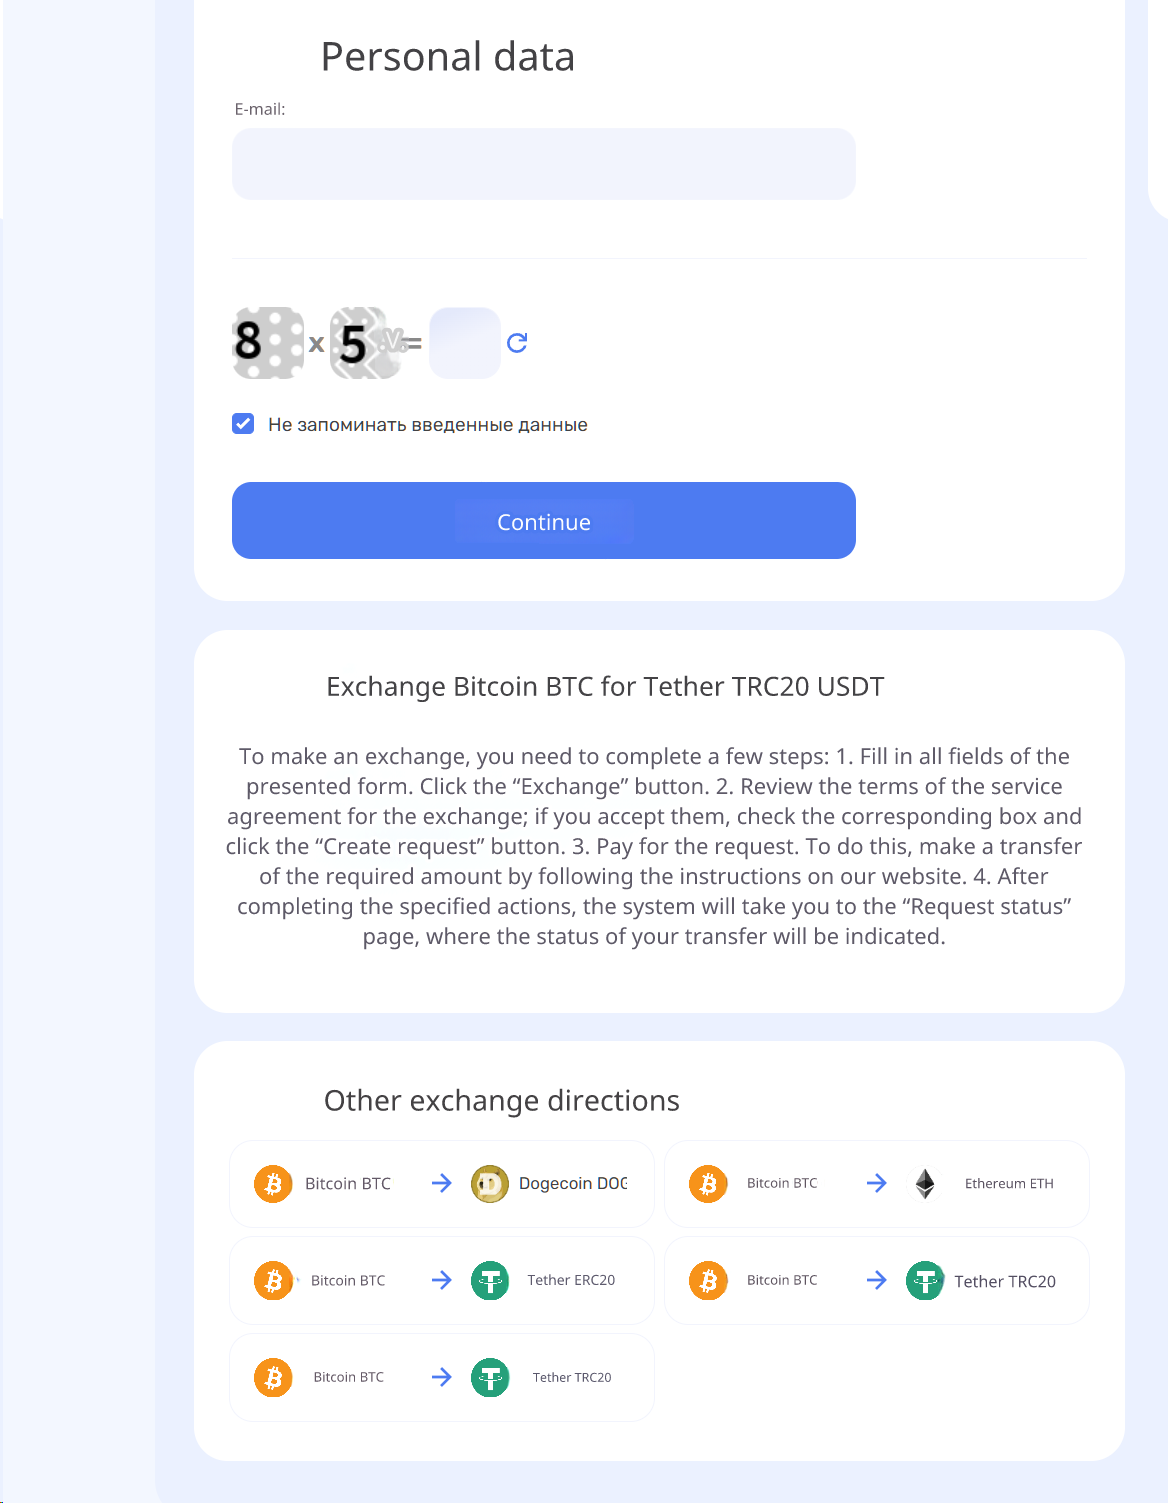 Personal data
E-mail:
8 x 5 =
Не запоминать введенные данные
Continue
Exchange Bitcoin BTC for Tether TRC20 USDT
To make an exchange, you need to complete a few steps: 1. Fill in all fields of the
presented form. Click the “Exchange” button. 2. Review the terms of the service
agreement for the exchange; if you accept them, check the corresponding box and
click the “Create request” button. 3. Pay for the request. To do this, make a transfer
of the required amount by following the instructions on our website. 4. After
completing the specified actions, the system will take you to the “Request status”
page, where the status of your transfer will be indicated.
Other exchange directions
Bitcoin BTC → Dogecoin DOG
Bitcoin BTC → Ethereum ETH
Bitcoin BTC → Tether ERC20
Bitcoin BTC → Tether TRC20
Bitcoin BTC → Tether TRC20